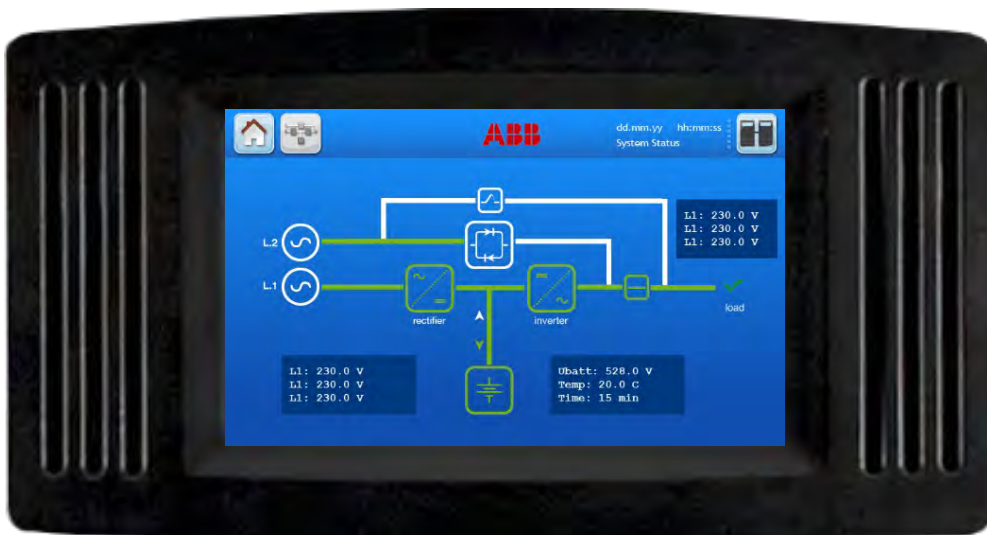 ABB
dd.mm.yy hh:mm:ss
System Status
L1: 230.0 V
L1: 230.0 V
L1: 230.0 V
L.2
L.1
rectifier
inverter
load
L1: 230.0 V
L1: 230.0 V
L1: 230.0 V
Ubatt: 528.0 V
Temp: 20.0 C
Time: 15 min